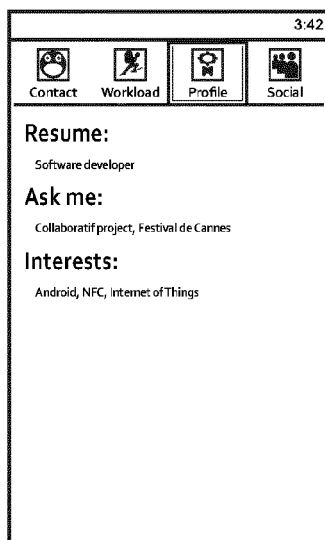 3:42
Contact Workload Profile Social
Resume:
Software developer
Ask me:
Collaboratif project, Festival de Cannes
Interests:
Android, NFC, Internet of Things